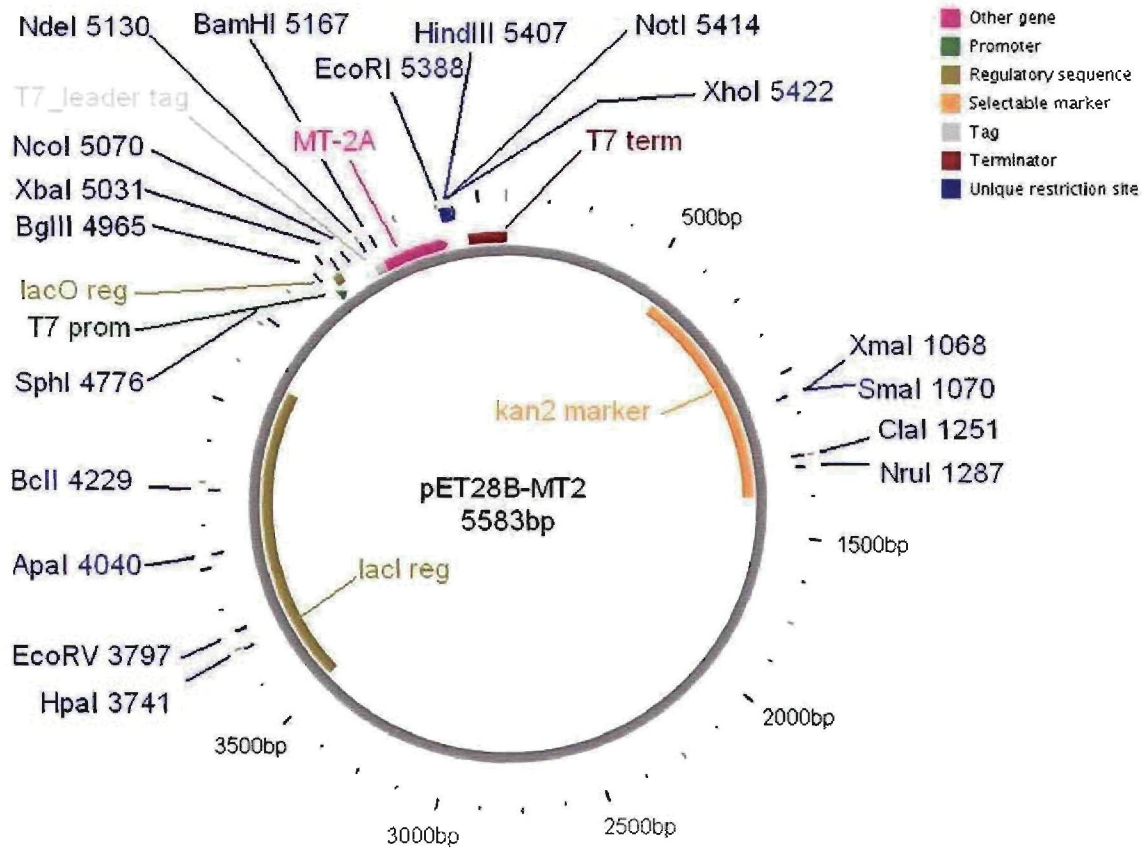 NdeI 5130
BamHI 5167
HindIII 5407
NotI 5414
EcoRI 5388
XhoI 5422
T7_leader tag
MT-2A
T7 term
NcoI 5070
XbaI 5031
BglII 4965
lacO reg
T7 prom
SphI 4776
BclI 4229
ApaI 4040
EcoRV 3797
HpaI 3741
500bp
XmaI 1068
SmaI 1070
ClaI 1251
NruI 1287
1500bp
2000bp
2500bp
3000bp
3500bp
kan2 marker
pET28B-MT2
5583bp
lacI reg
Other gene
Promoter
Regulatory sequence
Selectable marker
Tag
Terminator
Unique restriction site